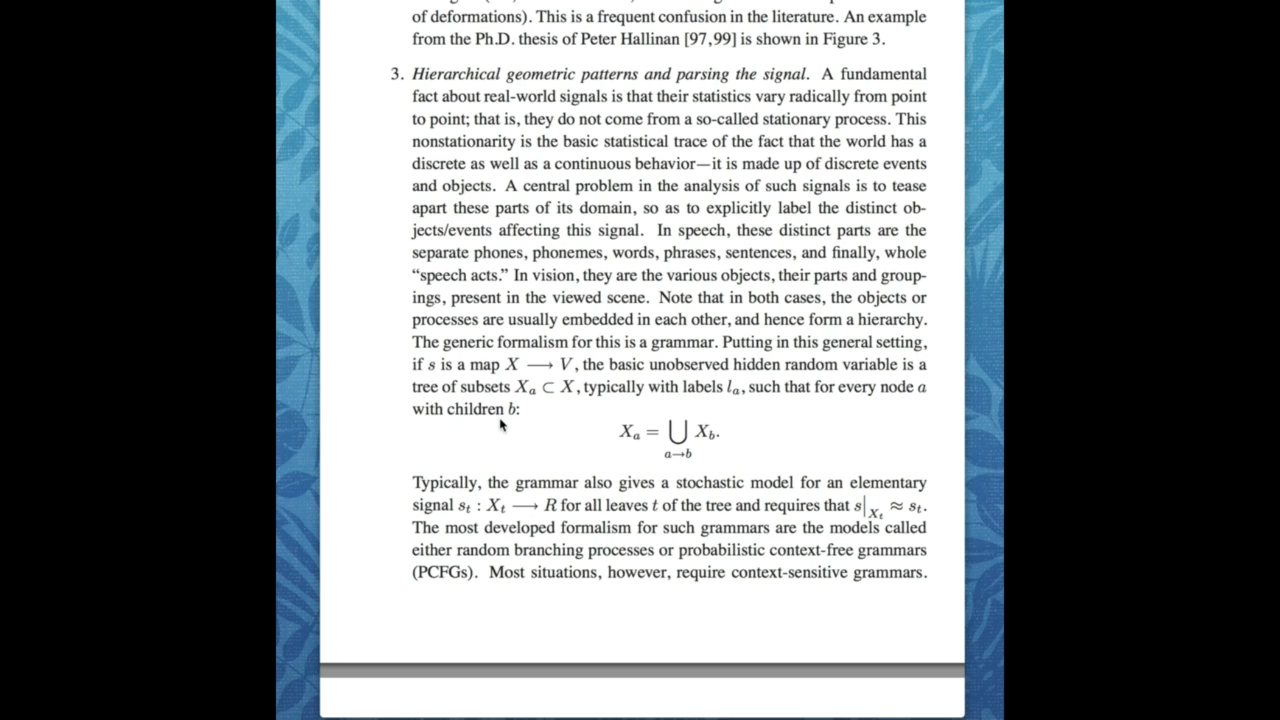 of deformations). This is a frequent confusion in the literature. An example
from the Ph.D. thesis of Peter Hallinan [97,99] is shown in Figure 3.
3. Hierarchical geometric patterns and parsing the signal. A fundamental
fact about real-world signals is that their statistics vary radically from point
to point; that is, they do not come from a so-called stationary process. This
nonstationarity is the basic statistical trace of the fact that the world has a
discrete as well as a continuous behavior—it is made up of discrete events
and objects. A central problem in the analysis of such signals is to tease
apart these parts of its domain, so as to explicitly label the distinct ob-
jects/events affecting this signal. In speech, these distinct parts are the
separate phones, phonemes, words, phrases, sentences, and finally, whole
“speech acts.” In vision, they are the various objects, their parts and group-
ings, present in the viewed scene. Note that in both cases, the objects or
processes are usually embedded in each other, and hence form a hierarchy.
The generic formalism for this is a grammar. Putting in this general setting,
if s is a map X ⟶ V, the basic unobserved hidden random variable is a
tree of subsets Xₐ ⊂ X, typically with labels lₐ, such that for every node a
with children b:
X_a = ⋃_{a→b} X_b.
Typically, the grammar also gives a stochastic model for an elementary
signal s_t : X_t ⟶ R for all leaves t of the tree and requires that s|_{X_t} ≈ s_t.
The most developed formalism for such grammars are the models called
either random branching processes or probabilistic context-free grammars
(PCFGs). Most situations, however, require context-sensitive grammars.